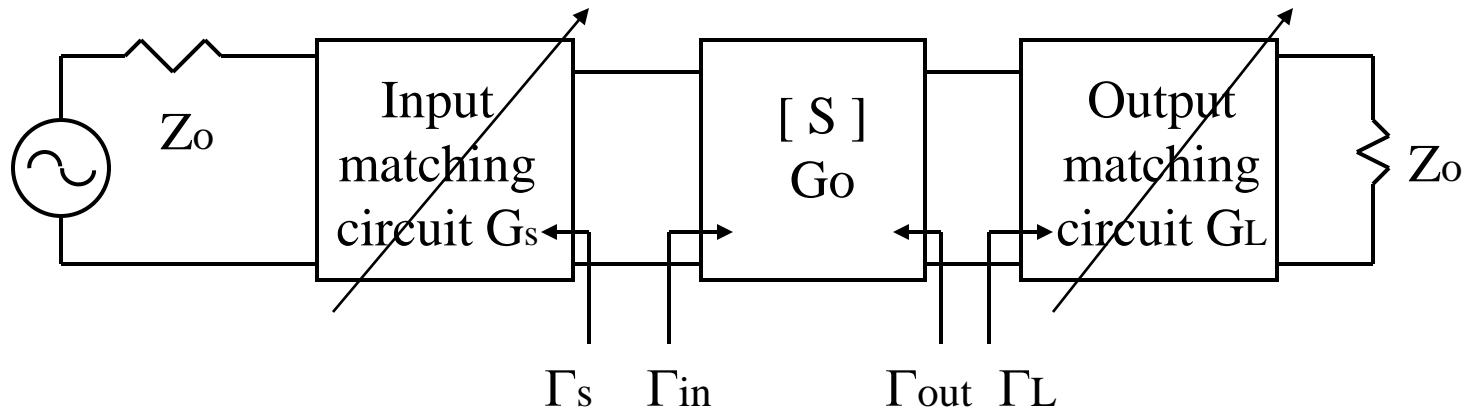 Zo
Input
matching
circuit Gs
[ S ]
Go
Output
matching
circuit GL
Zo
Γs
Γin
Γout
ΓL